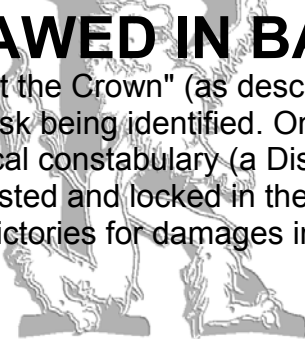 AWED IN BA
t the Crown" (as desc
sk being identified. Or
cal constabulary (a Dis
sted and locked in the
ictories for damages in